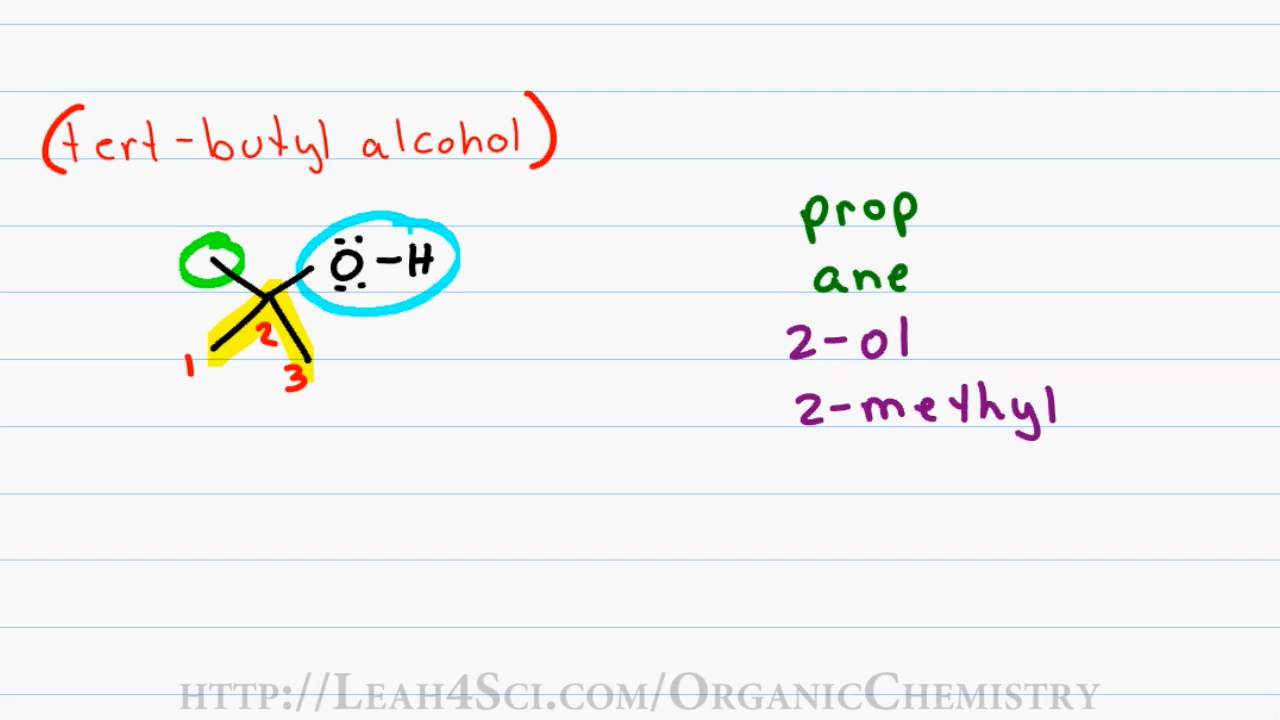 (tert-butyl alcohol)
O-H
1
2
3
prop
ane
2-ol
2-methyl
HTTP://LEAH4SCI.COM/ORGANICCHEMISTRY